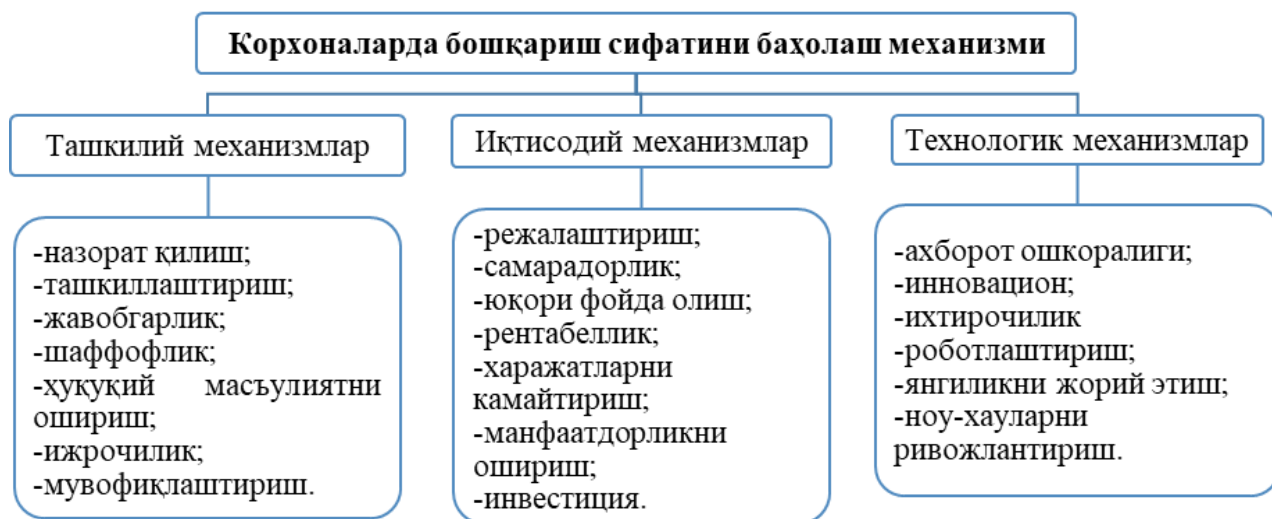 Корхоналарда бошқариш сифатини баҳолаш механизми
Ташкилий механизмлар
-назорат қилиш;
-ташкиллаштириш;
-жавобгарлик;
-шаффофлик;
-ҳуқуқий масъулиятни
ошириш;
-ижрочилик;
-мувофиқлаштириш.
Иқтисодий механизмлар
-режалаштириш;
-самарадорлик;
-юқори фойда олиш;
-рентабеллик;
-харажатларни
камайтириш;
-манфаатдорликни
ошириш;
-инвестиция.
Технологик механизмлар
-ахборот ошкоралиги;
-инновацион;
-ихтирочилик
-роботлаштириш;
-янгиликни жорий этиш;
-ноу-хауларни
ривожлантириш.